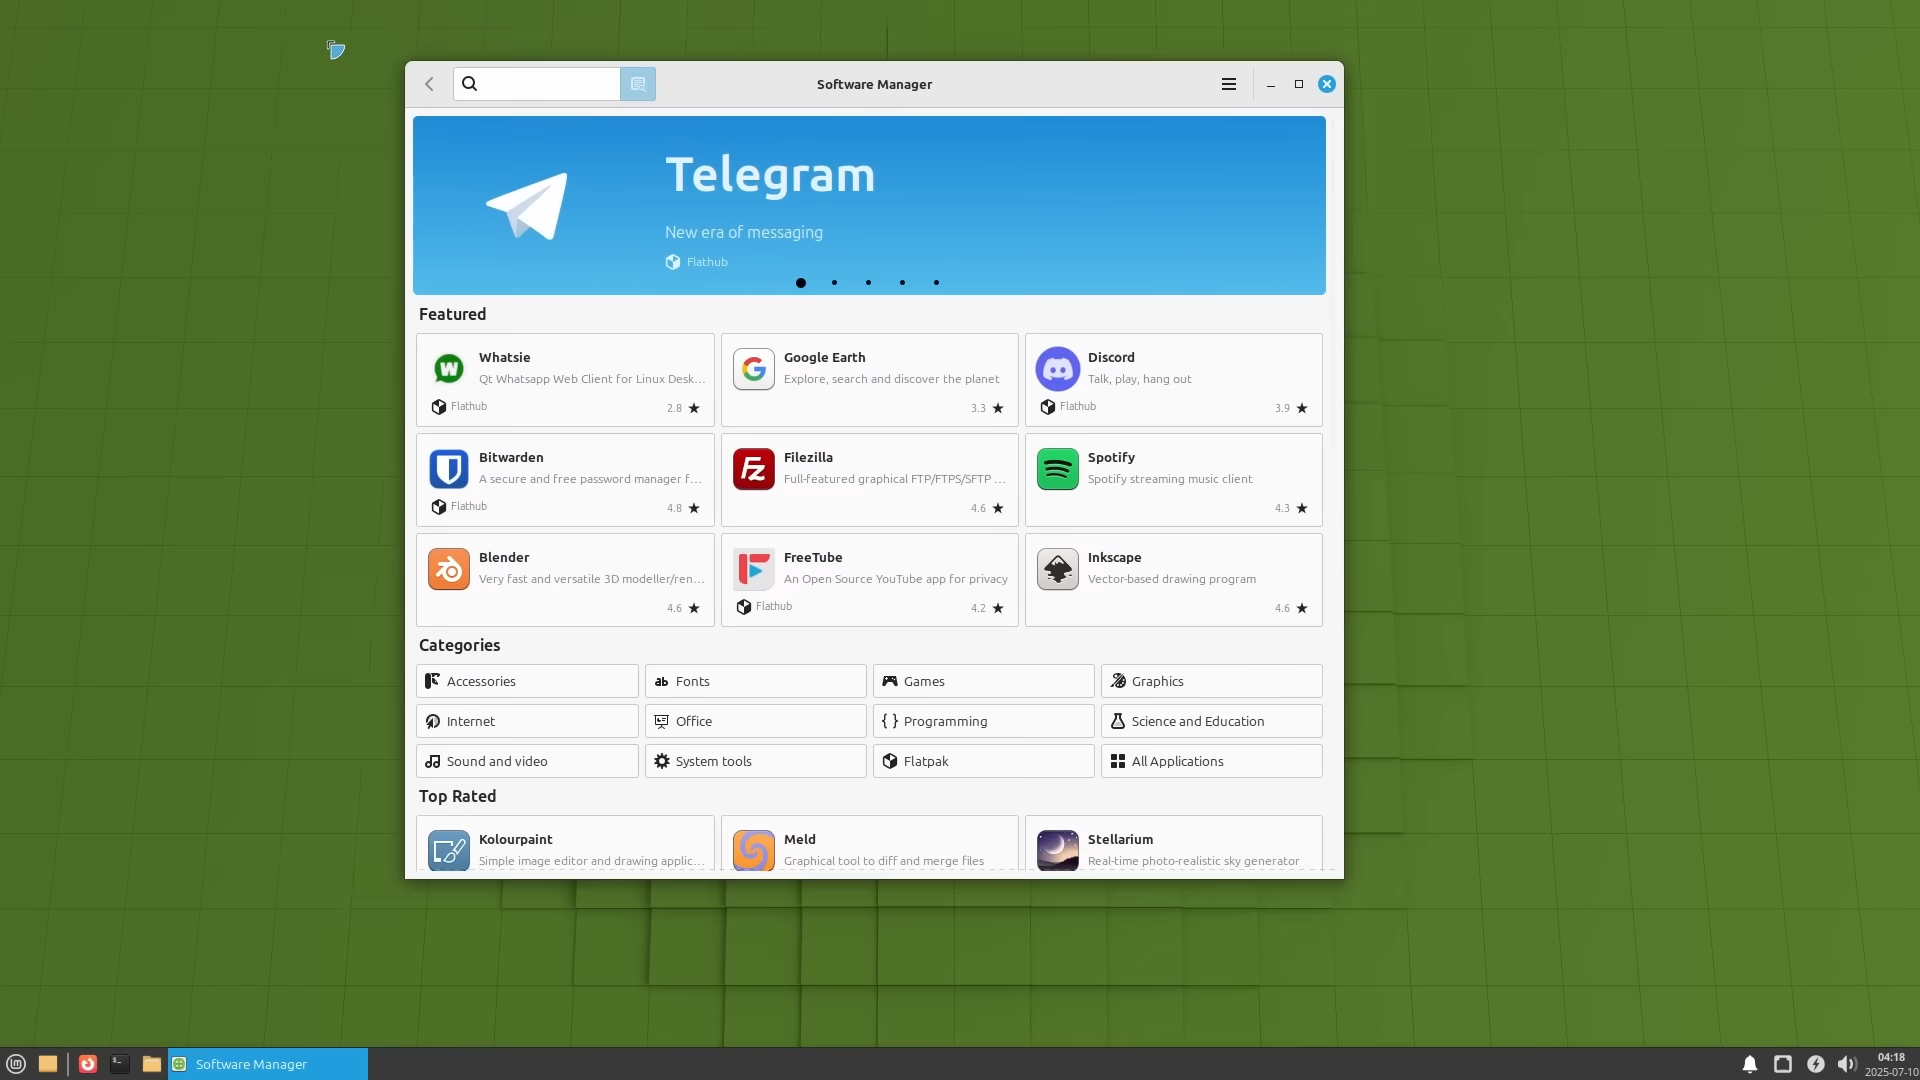 Software Manager
Telegram
New era of messaging
Flathub
Featured
Whatsie
Qt Whatsapp Web Client for Linux Desk...
Flathub
2.8 ★
Google Earth
Explore, search and discover the planet
3.3 ★
Discord
Talk, play, hang out
Flathub
3.9 ★
Bitwarden
A secure and free password manager f...
Flathub
4.8 ★
Filezilla
Full-featured graphical FTP/FTPS/SFTP ...
4.6 ★
Spotify
Spotify streaming music client
4.3 ★
Blender
Very fast and versatile 3D modeller/ren...
4.6 ★
FreeTube
An Open Source YouTube app for privacy
Flathub
4.2 ★
Inkscape
Vector-based drawing program
4.6 ★
Categories
Accessories
Fonts
Games
Graphics
Internet
Office
Programming
Science and Education
Sound and video
System tools
Flatpak
All Applications
Top Rated
Kolourpaint
Simple image editor and drawing applic...
Meld
Graphical tool to diff and merge files
Stellarium
Real-time photo-realistic sky generator
Software Manager
04:18
2025-07-10